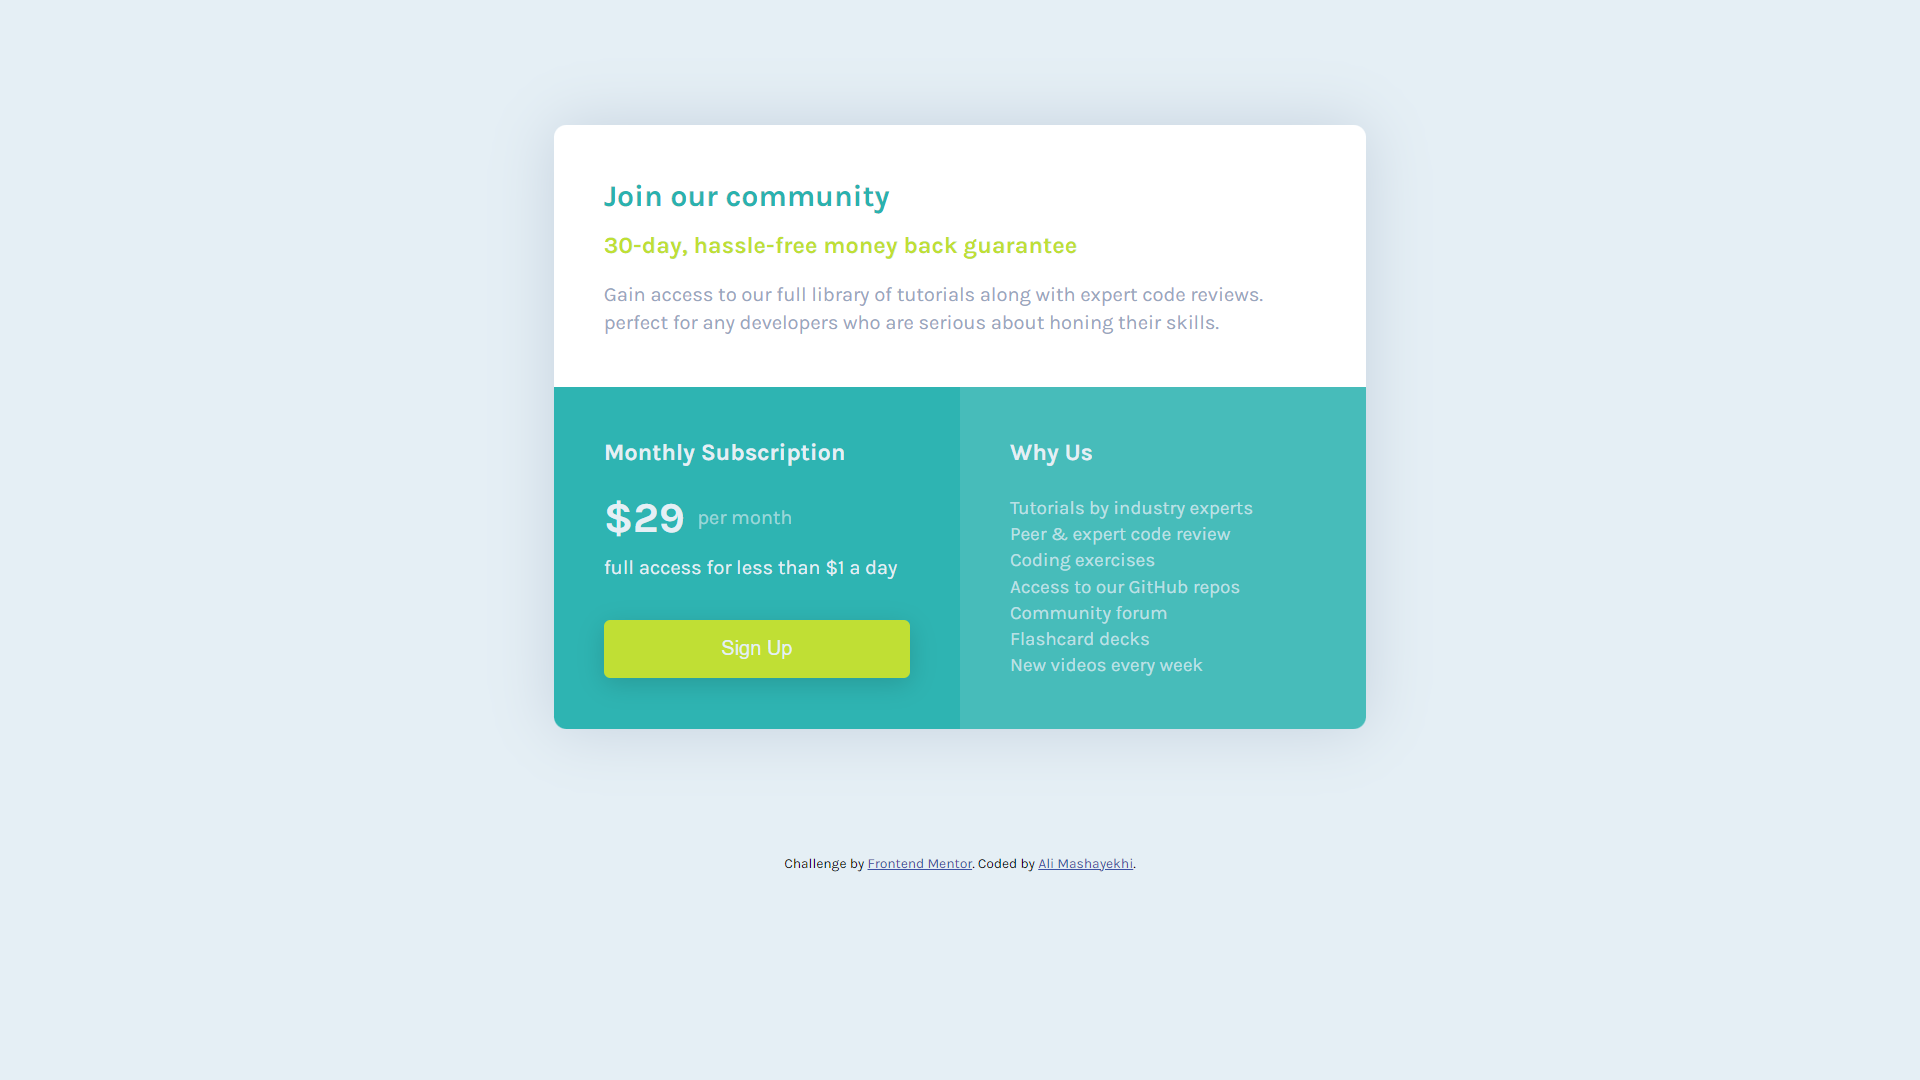 Join our community
30-day, hassle-free money back guarantee
Gain access to our full library of tutorials along with expert code reviews.
perfect for any developers who are serious about honing their skills.
Monthly Subscription
$29 per month
full access for less than $1 a day
Sign Up
Why Us
Tutorials by industry experts
Peer & expert code review
Coding exercises
Access to our GitHub repos
Community forum
Flashcard decks
New videos every week
Challenge by Frontend Mentor. Coded by Ali Mashayekhi.